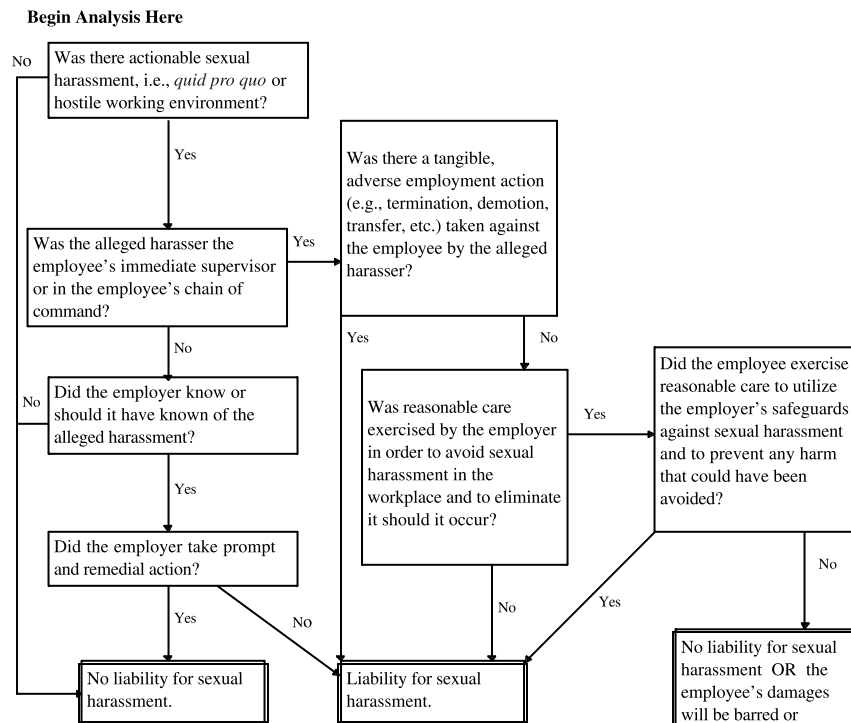 Begin Analysis Here
No
Was there actionable sexual
harassment, i.e., quid pro quo or
hostile working environment?
Yes
Was there a tangible,
adverse employment action
(e.g., termination, demotion,
transfer, etc.) taken against
the employee by the alleged
harasser?
Was the alleged harasser the
employee’s immediate supervisor
or in the employee’s chain of
command?
Yes
No
Yes
No
Did the employer know or
should it have known of the
alleged harassment?
No
Was reasonable care
exercised by the employer
in order to avoid sexual
harassment in the
workplace and to eliminate
it should it occur?
Yes
Did the employee exercise
reasonable care to utilize
the employer’s safeguards
against sexual harassment
and to prevent any harm
that could have been
avoided?
Yes
Did the employer take prompt
and remedial action?
Yes
No
No
Yes
No
No liability for sexual
harassment.
Liability for sexual
harassment.
No liability for sexual
harassment OR the
employee’s damages
will be barred or